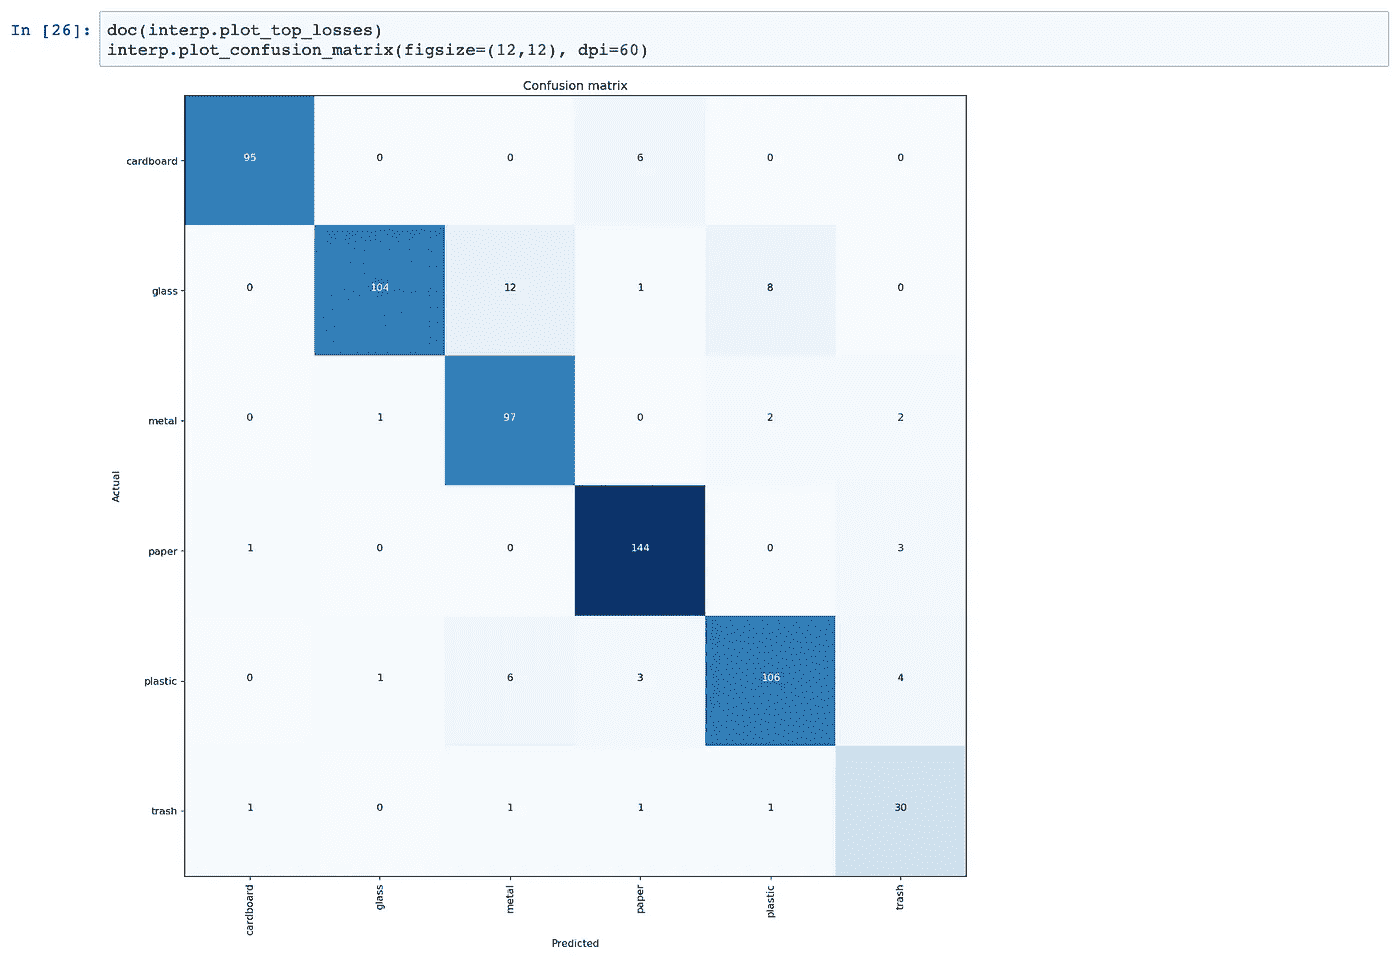 In [26]: doc(interp.plot_top_losses)
interp.plot_confusion_matrix(figsize=(12,12), dpi=60)
Confusion matrix
cardboard 95 0 0 6 0 0
glass 0 104 12 1 8 0
metal 0 1 97 0 2 2
Actual
paper 1 0 0 144 0 3
plastic 0 1 6 3 106 4
trash 1 0 1 1 1 30
cardboard glass metal paper plastic trash
Predicted